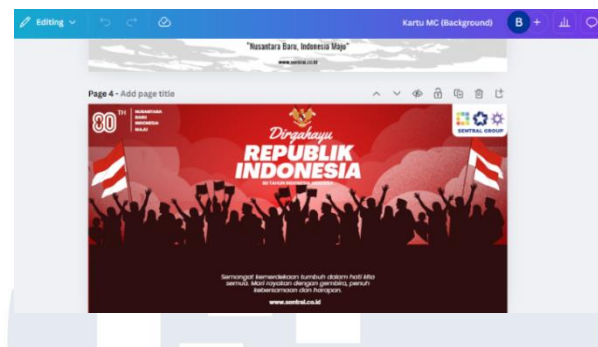 Editing
Kartu MC (Background)
B
"Nusantara Baru, Indonesia Maju"
www.sentral.co.id
Page 4 - Add page title
80TH
NUSANTARA
BARU
INDONESIA
MAJU
SENTRAL GROUP
Dirgahayu
REPUBLIK
INDONESIA
Semangat kemerdekaan tumbuh dalam hati kita
semua. Mari rayakan dengan gembira, penuh
kebersamaan dan harapan.
www.sentral.co.id